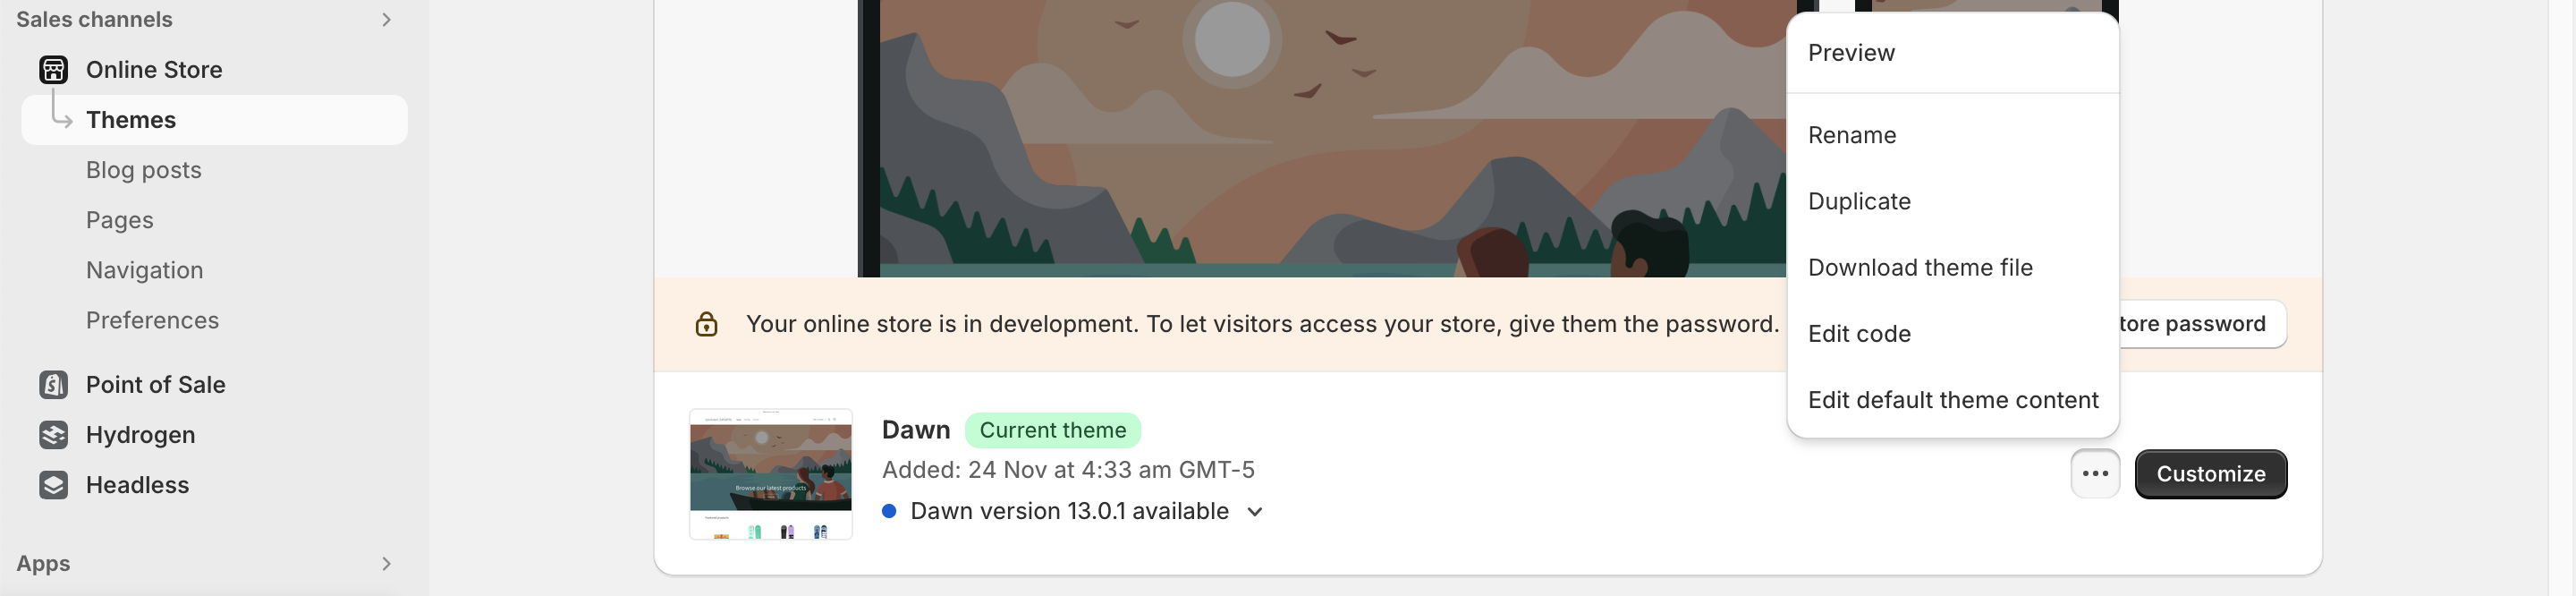 Sales channels
Online Store
Themes
Blog posts
Pages
Navigation
Preferences
Point of Sale
Hydrogen
Headless
Apps
Preview
Rename
Duplicate
Download theme file
Edit code
Edit default theme content
Your online store is in development. To let visitors access your store, give them the password.
password
Dawn Current theme
Added: 24 Nov at 4:33 am GMT-5
Dawn version 13.0.1 available
Customize
Browse our latest products